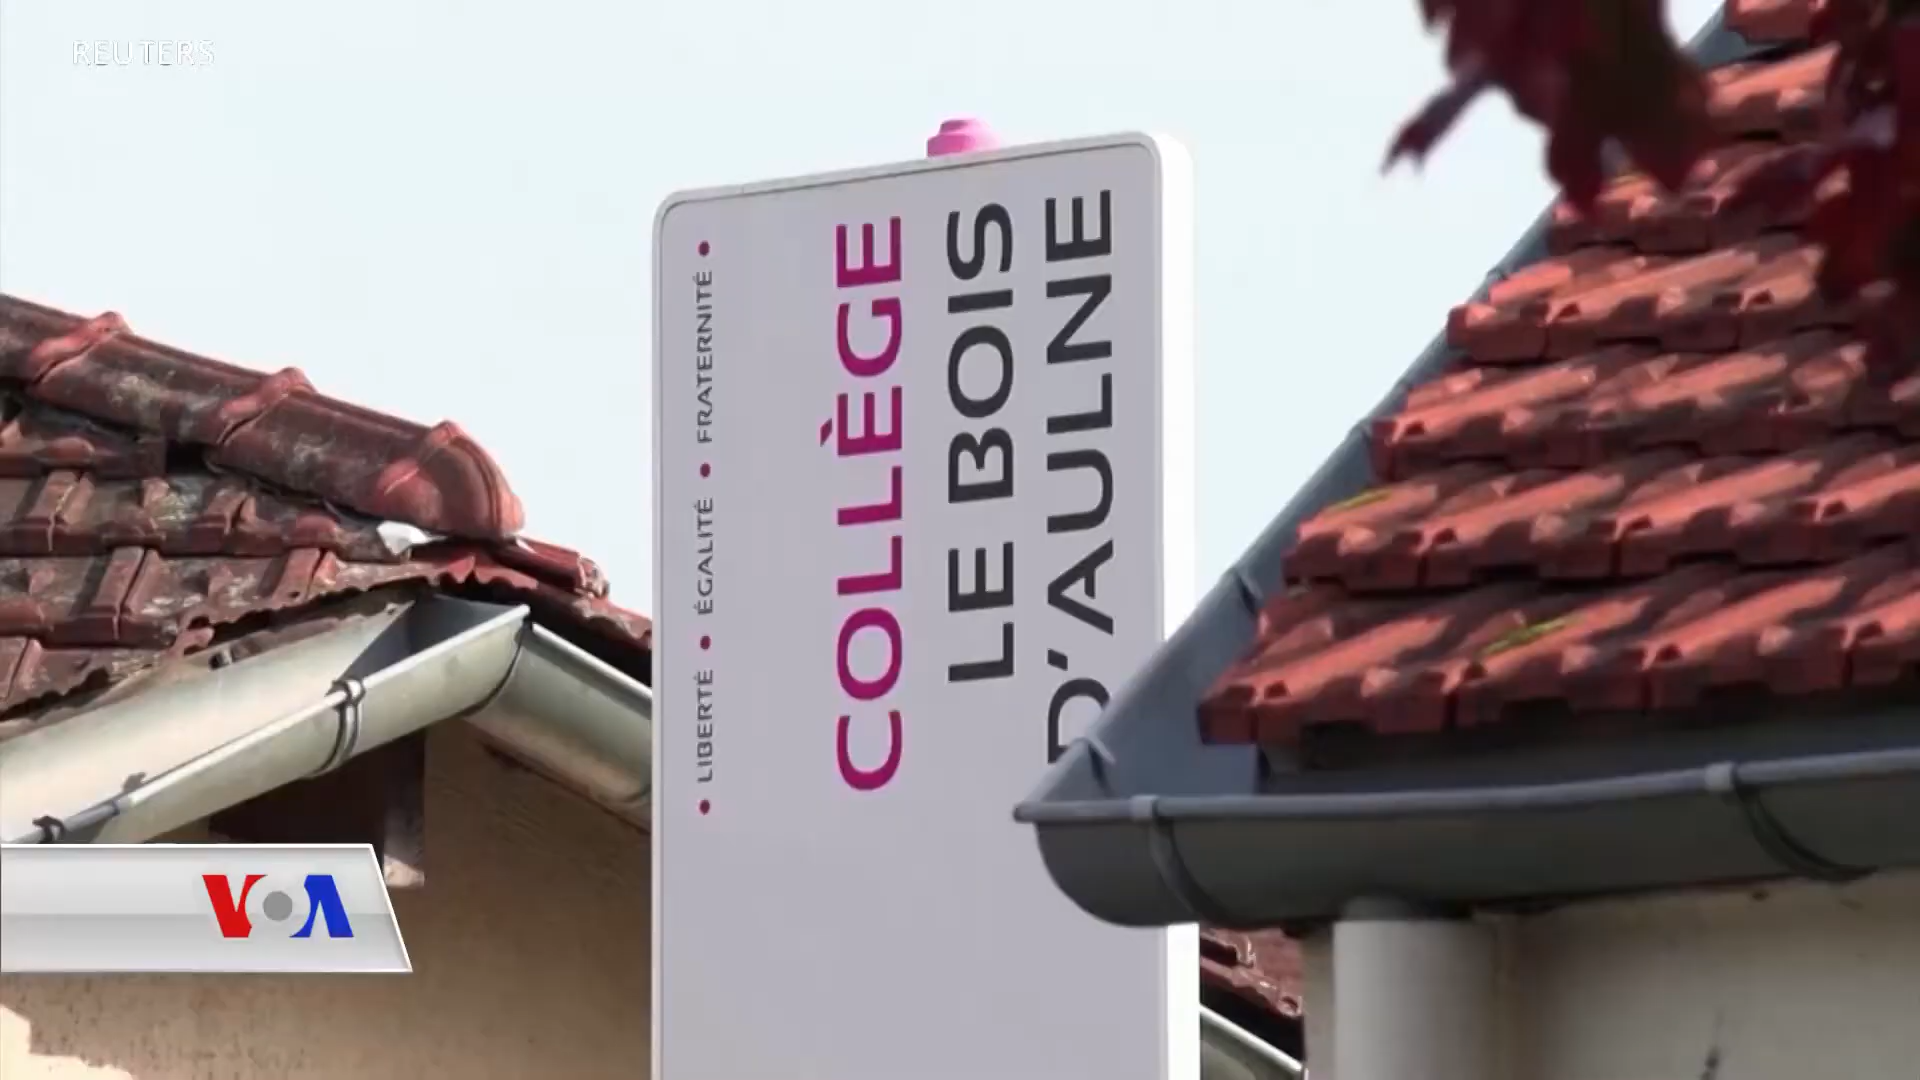 REUTERS
• LIBERTÉ • ÉGALITÉ • FRATERNITÉ •
COLLÈGE
LE BOIS
D'AULNE
VOA